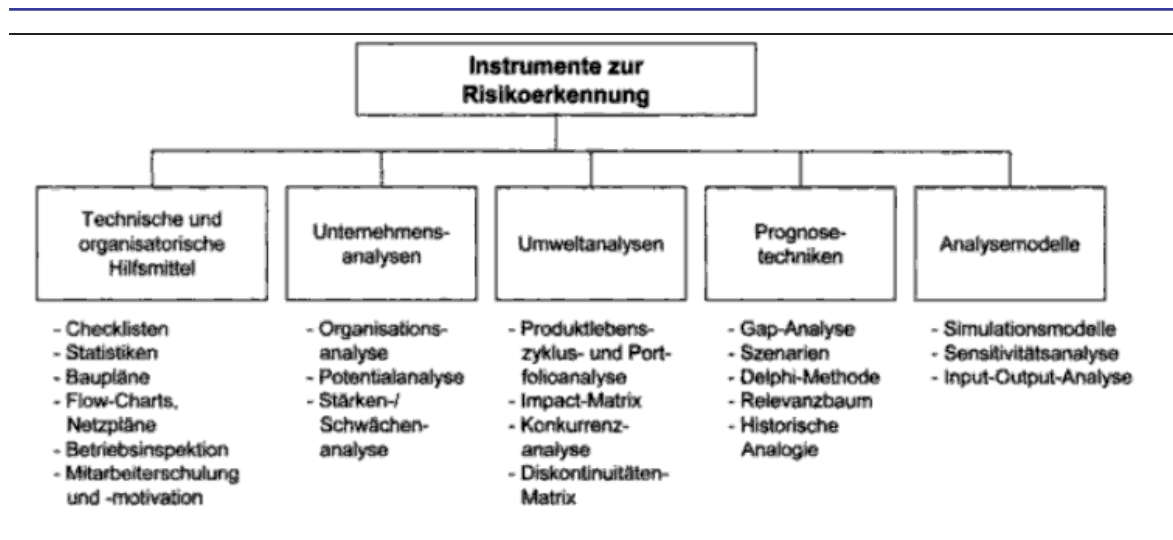 Instrumente zur
Risikoerkennung
Technische und
organisatorische
Hilfsmittel
- Checklisten
- Statistiken
- Baupläne
- Flow-Charts,
Netzpläne
- Betriebsinspektion
- Mitarbeiterschulung
und -motivation
Unternehmens-
analysen
- Organisations-
analyse
- Potentialanalyse
- Stärken-/
Schwächen-
analyse
Umweltanalysen
- Produktlebens-
zyklus- und Port-
folioanalyse
- Impact-Matrix
- Konkurrenz-
analyse
- Diskontinuitäten-
Matrix
Prognose-
techniken
- Gap-Analyse
- Szenarien
- Delphi-Methode
- Relevanzbaum
- Historische
Analogie
Analysemodelle
- Simulationsmodelle
- Sensitivitätsanalyse
- Input-Output-Analyse